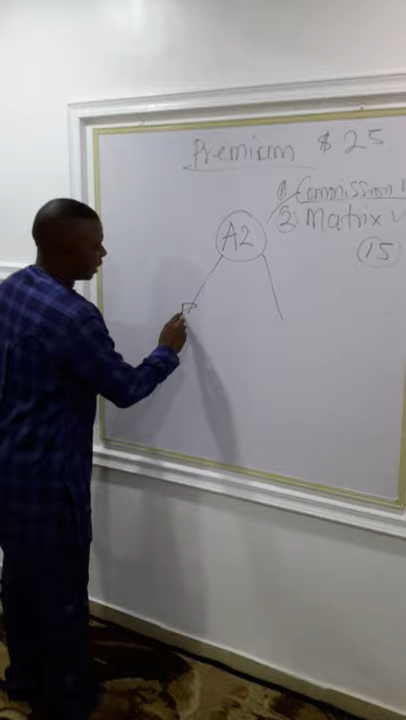 Premium $25
① Commission
② Matrix
A2
15